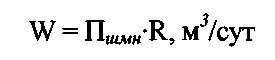 W = Пшмн·R, м³/сут